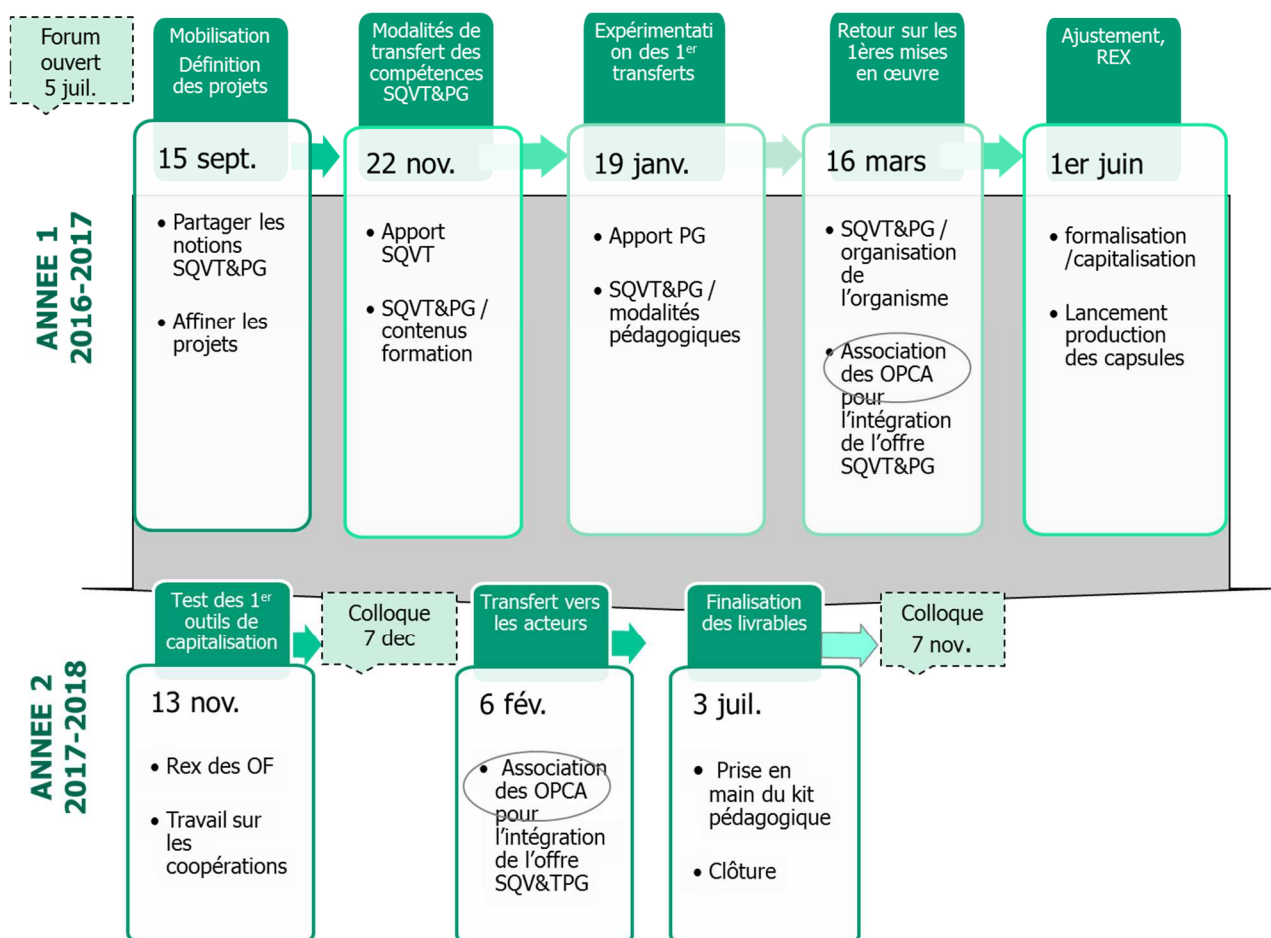 Forum
ouvert
5 juil.
Mobilisation
Définition
des projets
15 sept.
• Partager les
notions
SQVT&PG
• Affiner les
projets
Modalités de
transfert des
compétences
SQVT&PG
22 nov.
• Apport
SQVT
• SQVT&PG /
contenus
formation
Expérimentati
on des 1er
transferts
19 janv.
• Apport PG
• SQVT&PG /
modalités
pédagogiques
Retour sur les
1ères mises
en œuvre
16 mars
• SQVT&PG /
organisation
de
l'organisme
• Association
des OPCA
pour
l'intégration
de l'offre
SQVT&PG
Ajustement,
REX
1er juin
• formalisation
/capitalisation
• Lancement
production
des capsules
ANNEE 1
2016-2017
Test des 1er
outils de
capitalisation
13 nov.
• Rex des OF
• Travail sur
les
coopérations
Colloque
7 dec
Transfert vers
les acteurs
6 fév.
• Association
des OPCA
pour
l'intégration
de l'offre
SQV&TPG
Finalisation
des livrables
3 juil.
• Prise en
main du kit
pédagogique
• Clôture
Colloque
7 nov.
ANNEE 2
2017-2018